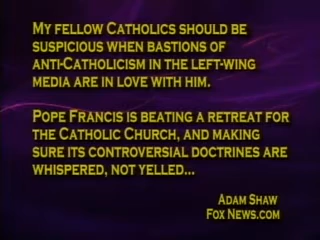 My fellow Catholics should be
suspicious when bastions of
anti-Catholicism in the left-wing
media are in love with him.
Pope Francis is beating a retreat for
the Catholic Church, and making
sure its controversial doctrines are
whispered, not yelled...
Adam Shaw
Fox News.com